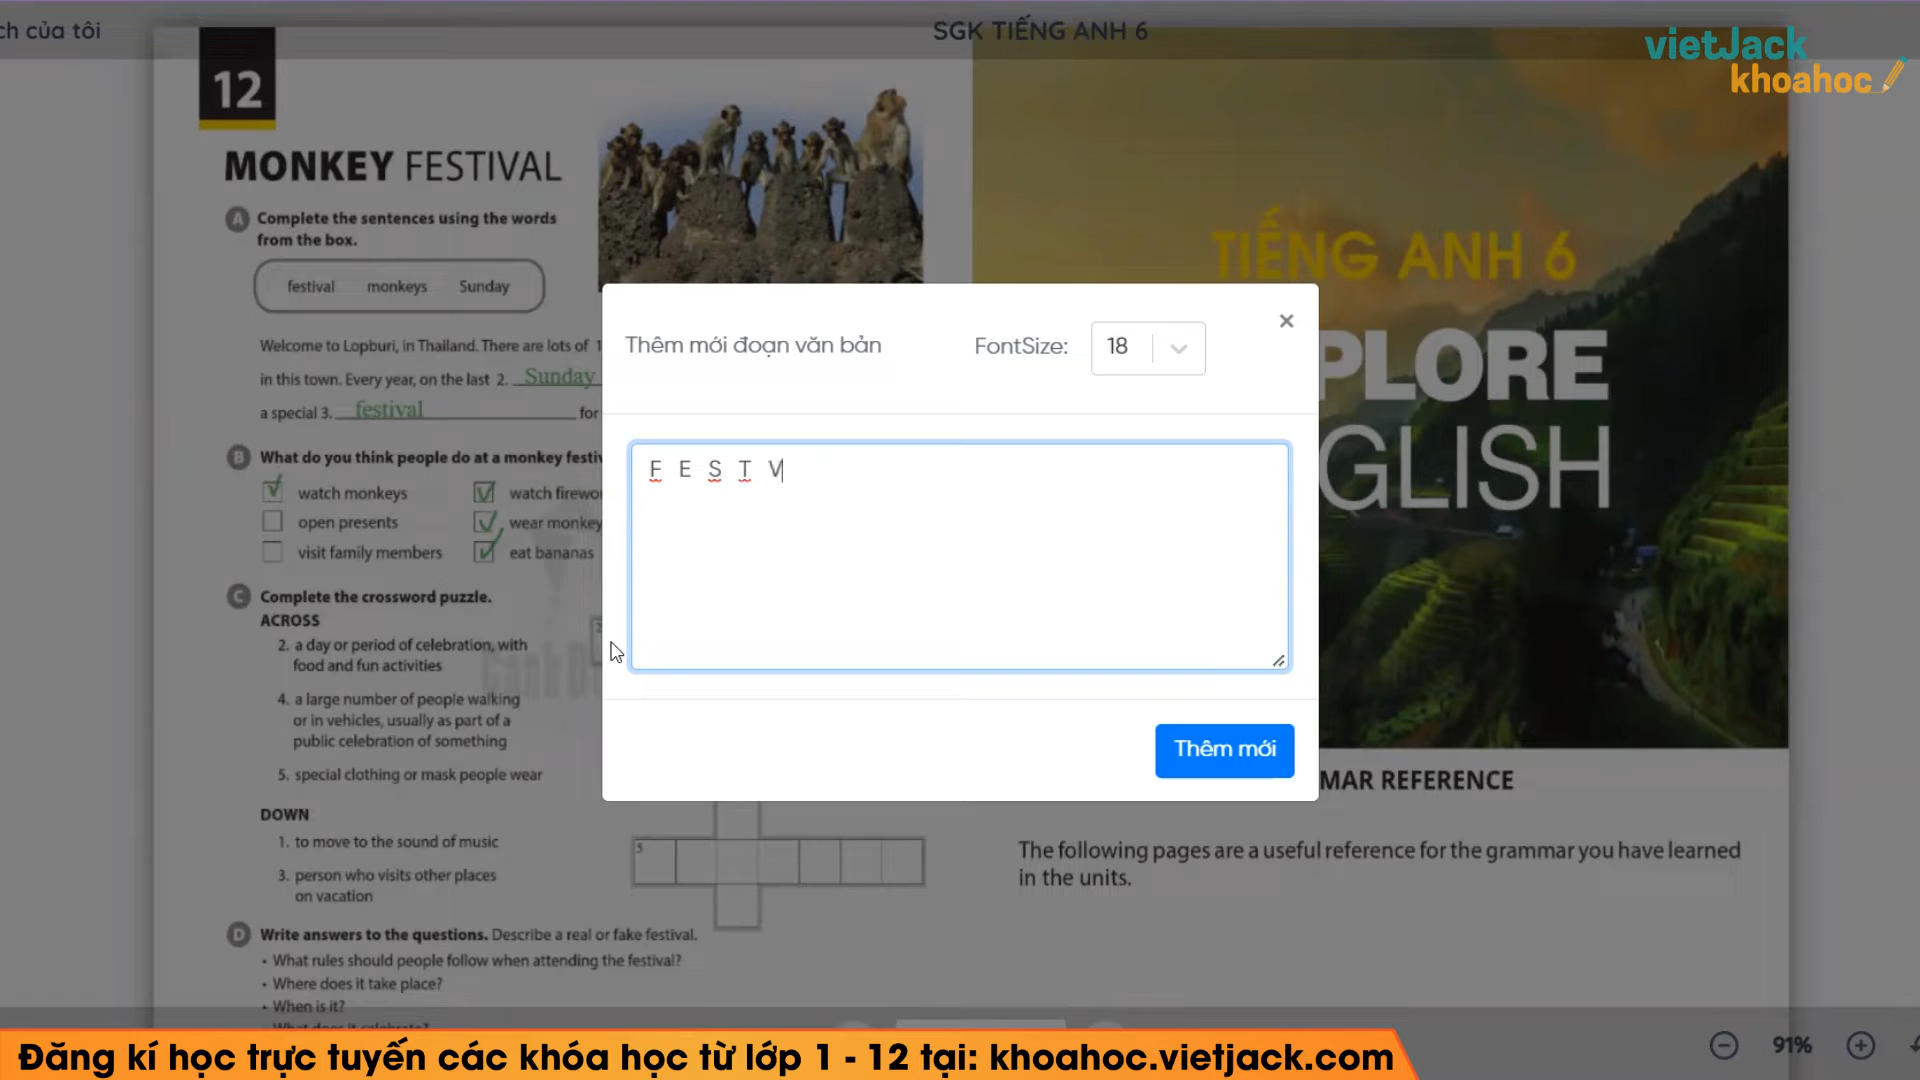 ch của tôi
SGK TIẾNG ANH 6
vietJack
khoahoc
12
MONKEY FESTIVAL
A Complete the sentences using the words
from the box.
festival monkeys Sunday
Welcome to Lopburi, in Thailand. There are lots of 1
in this town. Every year, on the last 2. Sunday
a special 3. festival for
B What do you think people do at a monkey festiv
watch monkeys watch firewo
open presents wear monkey
visit family members eat bananas
C Complete the crossword puzzle.
ACROSS
2. a day or period of celebration, with
food and fun activities
4. a large number of people walking
or in vehicles, usually as part of a
public celebration of something
5. special clothing or mask people wear
DOWN
1. to move to the sound of music
3. person who visits other places
on vacation
5
D Write answers to the questions. Describe a real or fake festival.
• What rules should people follow when attending the festival?
• Where does it take place?
• When is it?
• What does it celebrate?
TIẾNG ANH 6
PLORE
GLISH
MAR REFERENCE
The following pages are a useful reference for the grammar you have learned
in the units.
Thêm mới đoạn văn bản FontSize: 18 ×
F E S T V
Thêm mới
91%
Đăng kí học trực tuyến các khóa học từ lớp 1 - 12 tại: khoahoc.vietjack.com